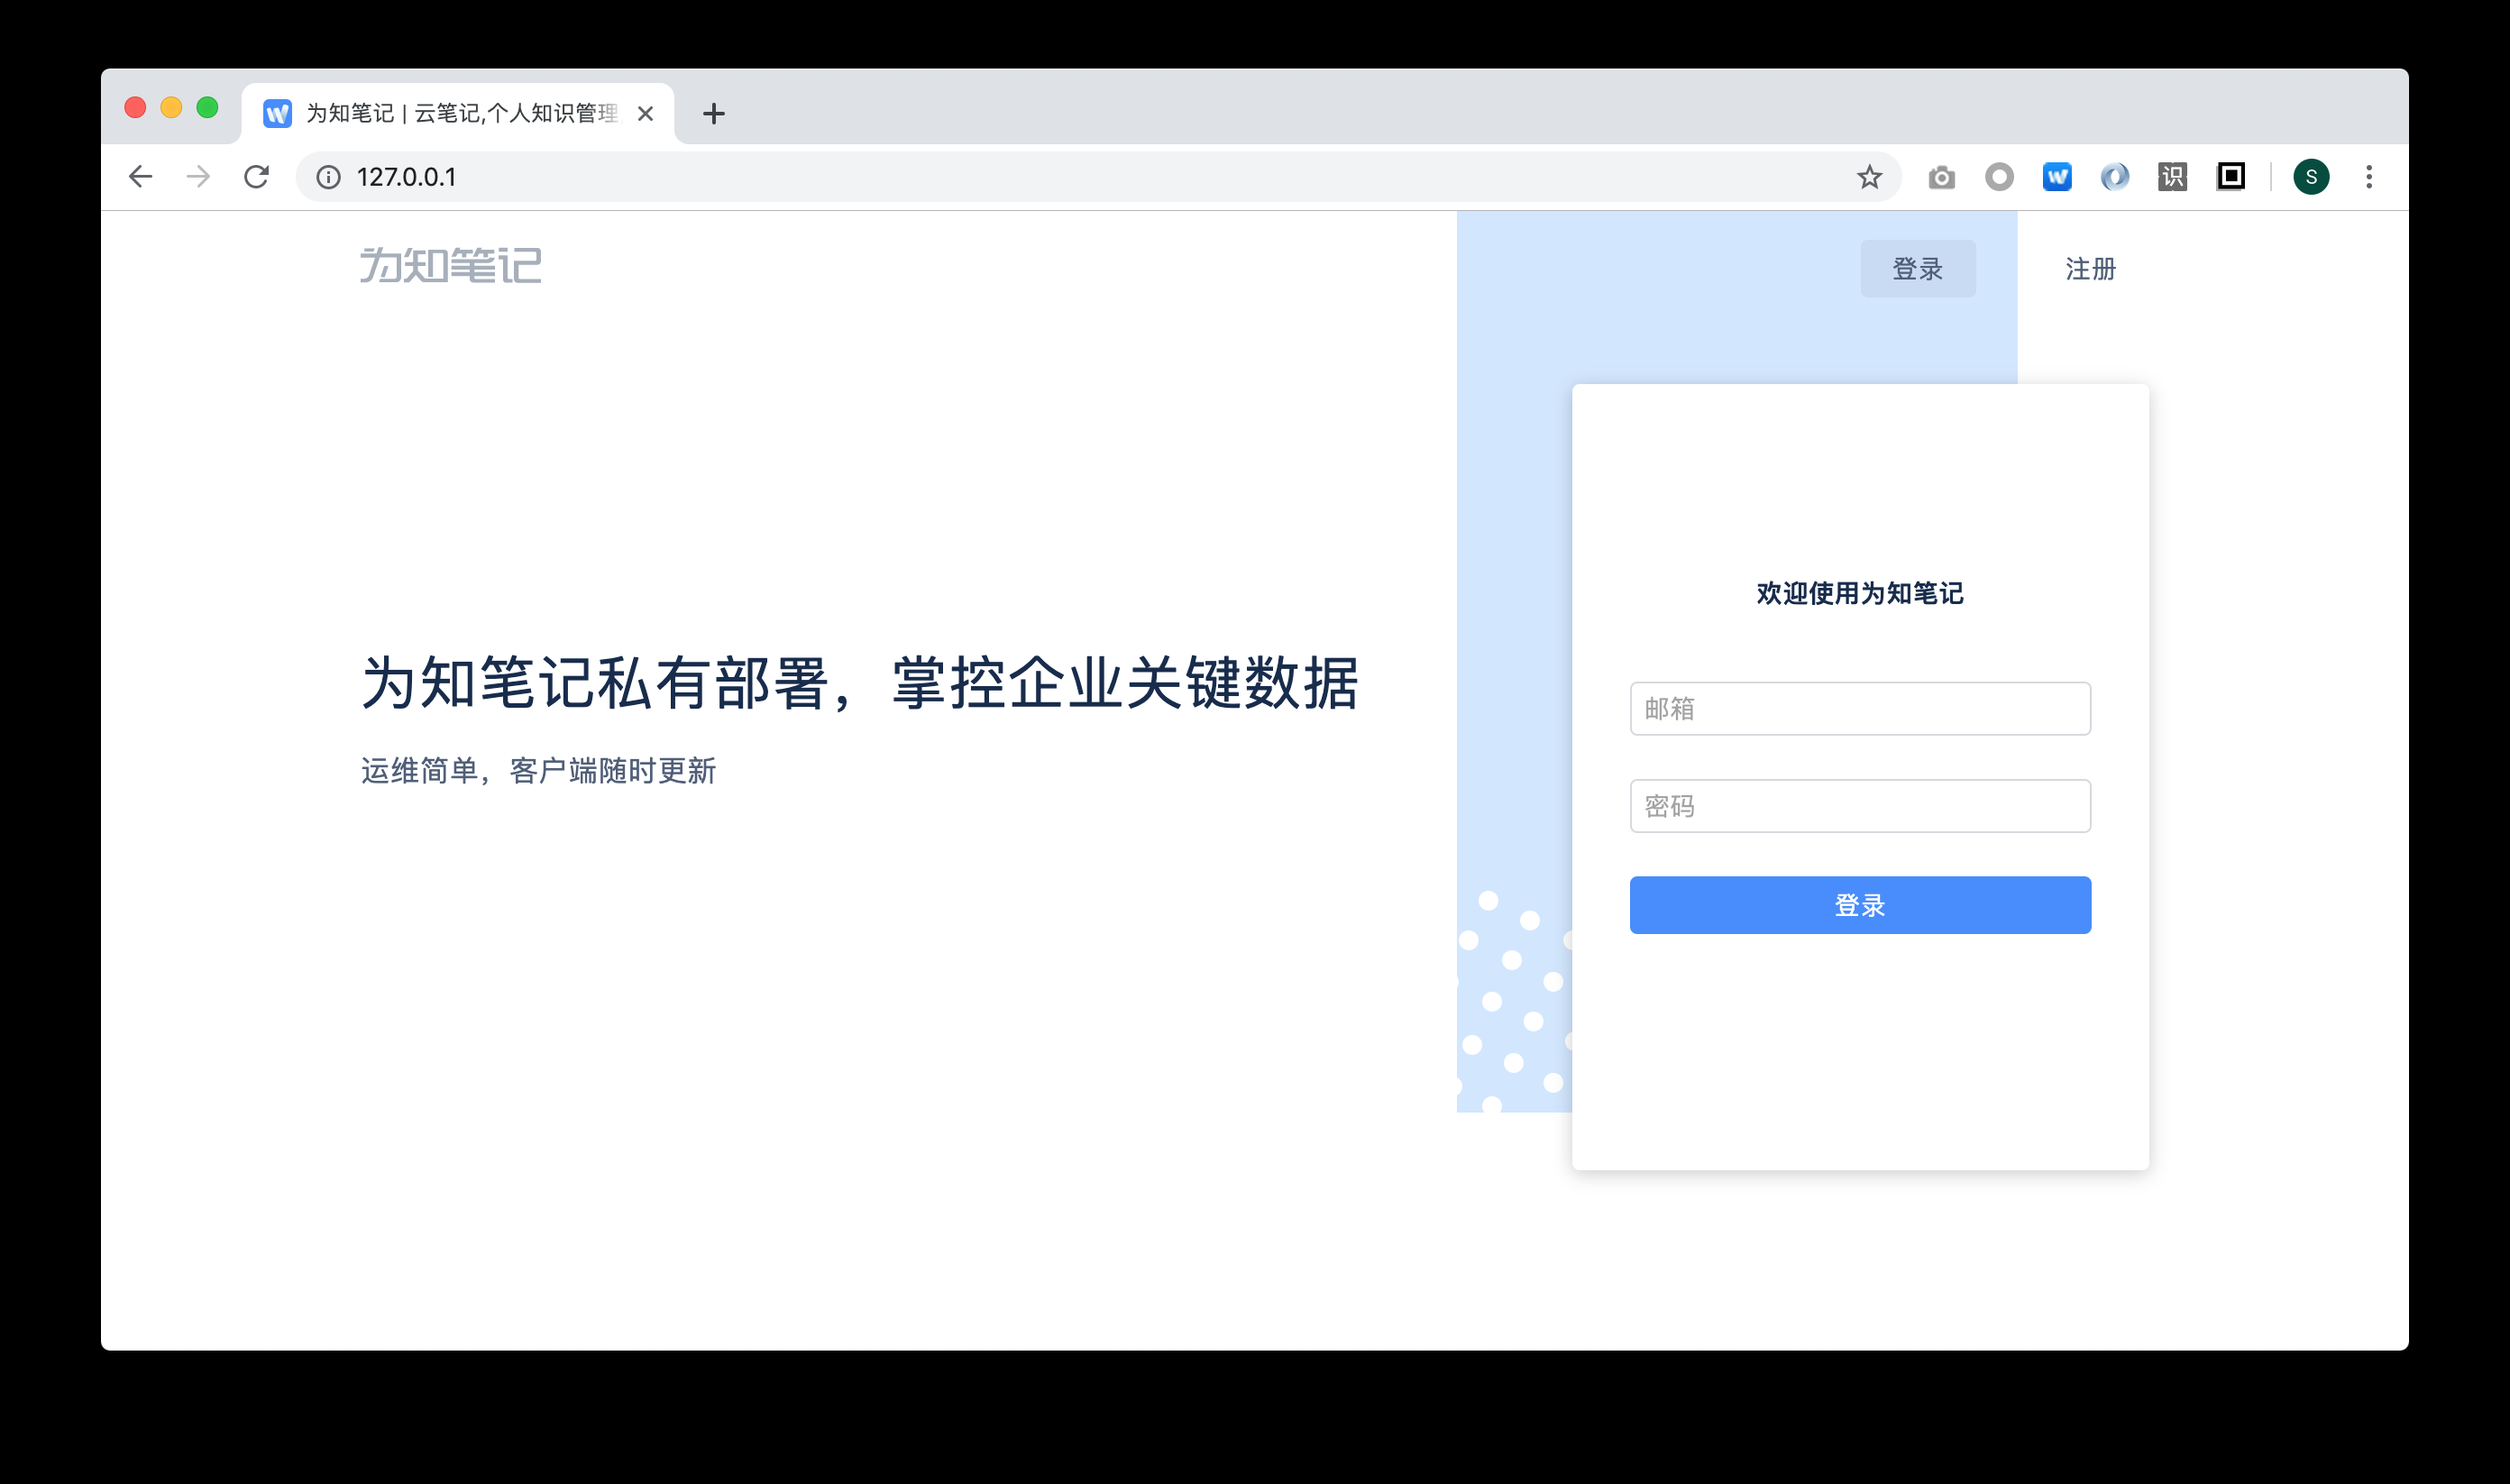 为知笔记 | 云笔记,个人知识管理
127.0.0.1
识
S
为知笔记
登录
注册
为知笔记私有部署，掌控企业关键数据
运维简单，客户端随时更新
欢迎使用为知笔记
邮箱
密码
登录